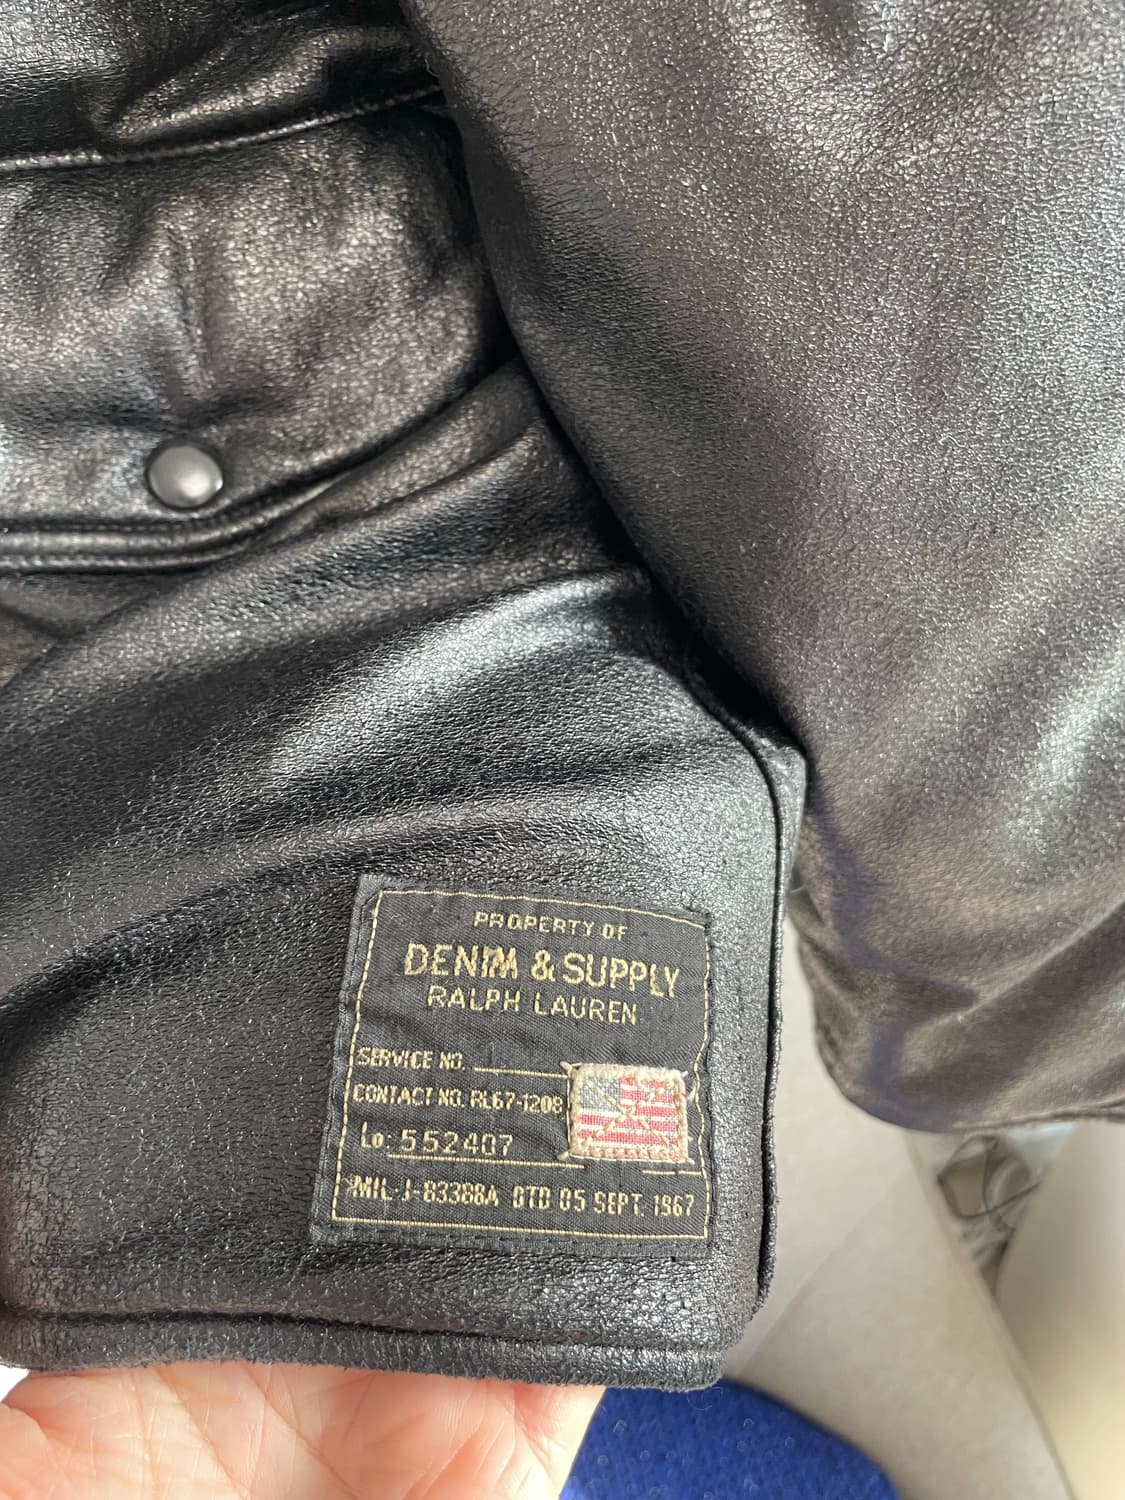 PROPERTY OF
DENIM & SUPPLY
RALPH LAUREN
SERVICE NO.
CONTACT NO. RL67-1208
Lo. 552407
MIL-J-83388A DTD 05 SEPT. 1967